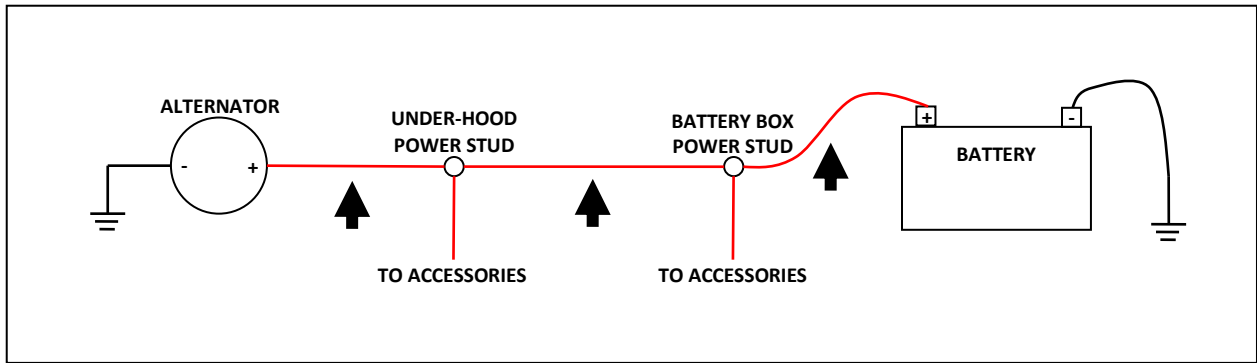 ALTERNATOR
- +
UNDER-HOOD
POWER STUD
BATTERY BOX
POWER STUD
+ -
BATTERY
TO ACCESSORIES
TO ACCESSORIES